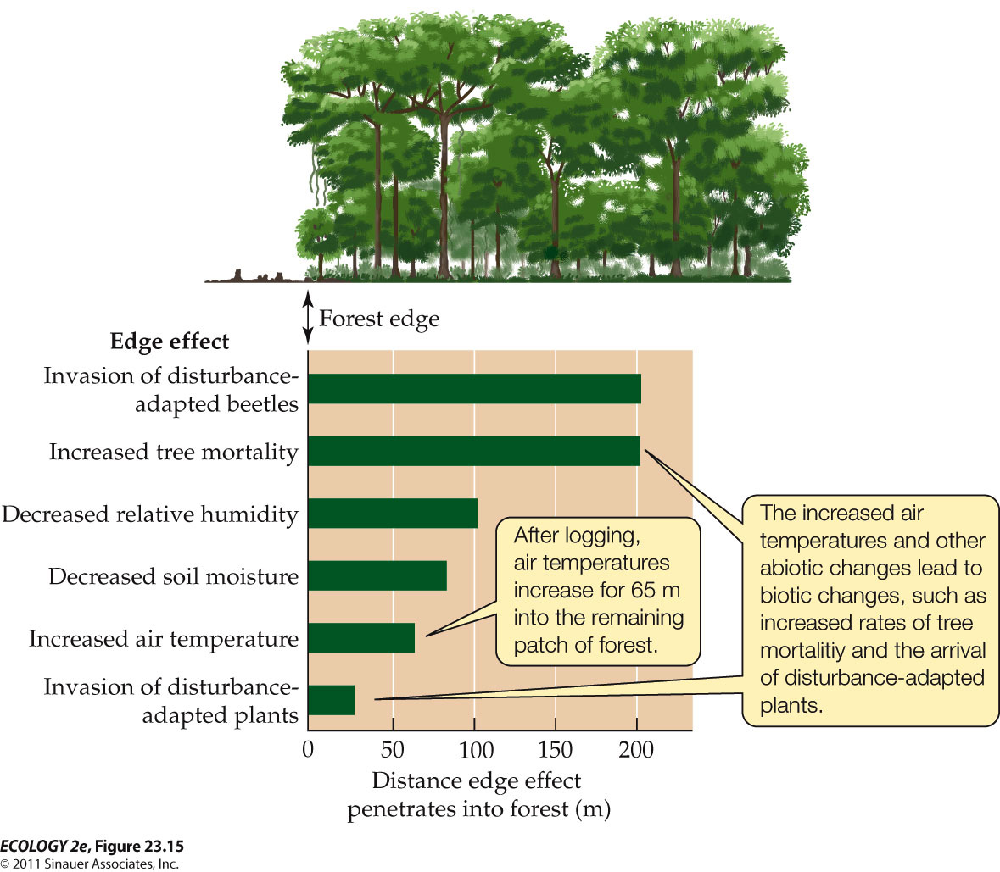 Forest edge
Edge effect
Invasion of disturbance-
adapted beetles
Increased tree mortality
Decreased relative humidity
Decreased soil moisture
Increased air temperature
Invasion of disturbance-
adapted plants
After logging,
air temperatures
increase for 65 m
into the remaining
patch of forest.
The increased air
temperatures and other
abiotic changes lead to
biotic changes, such as
increased rates of tree
mortalitiy and the arrival
of disturbance-adapted
plants.
0 50 100 150 200
Distance edge effect
penetrates into forest (m)
ECOLOGY 2e, Figure 23.15
© 2011 Sinauer Associates, Inc.